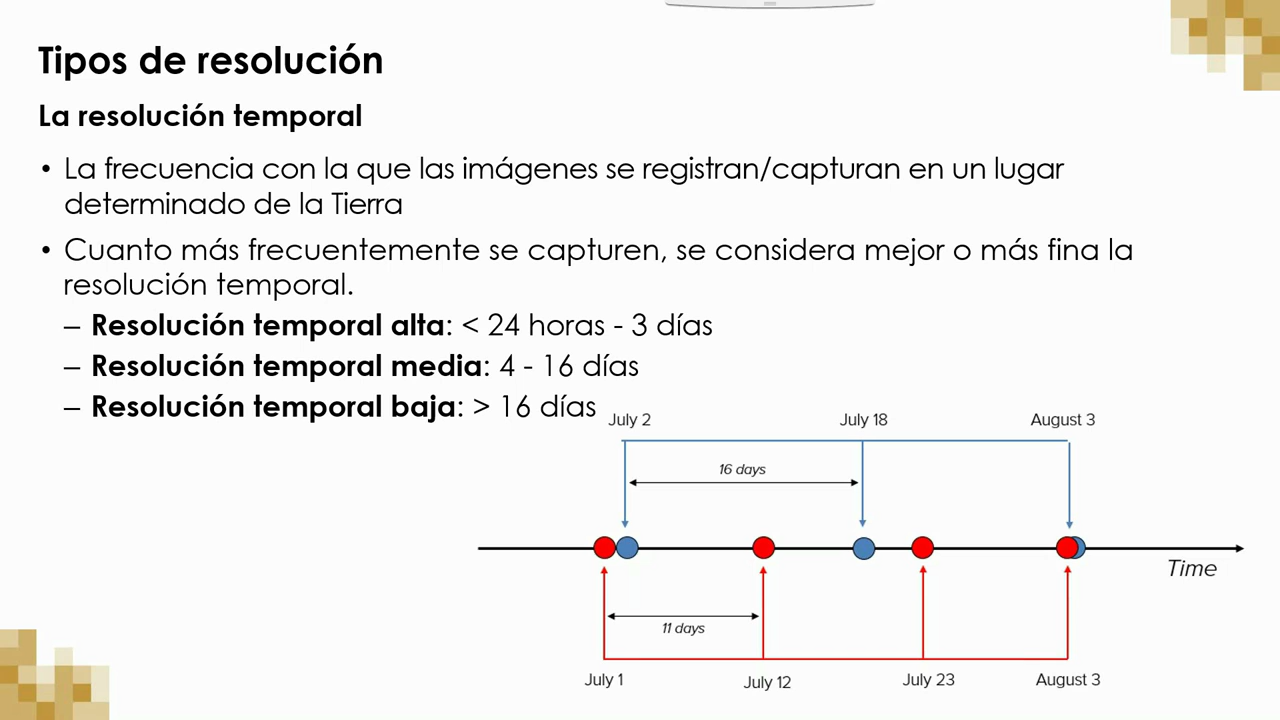 Tipos de resolución
La resolución temporal
• La frecuencia con la que las imágenes se registran/capturan en un lugar
determinado de la Tierra
• Cuanto más frecuentemente se capturen, se considera mejor o más fina la
resolución temporal.
– Resolución temporal alta: < 24 horas - 3 días
– Resolución temporal media: 4 - 16 días
– Resolución temporal baja: > 16 días
July 2 July 18 August 3
16 days
Time
11 days
July 1 July 12 July 23 August 3